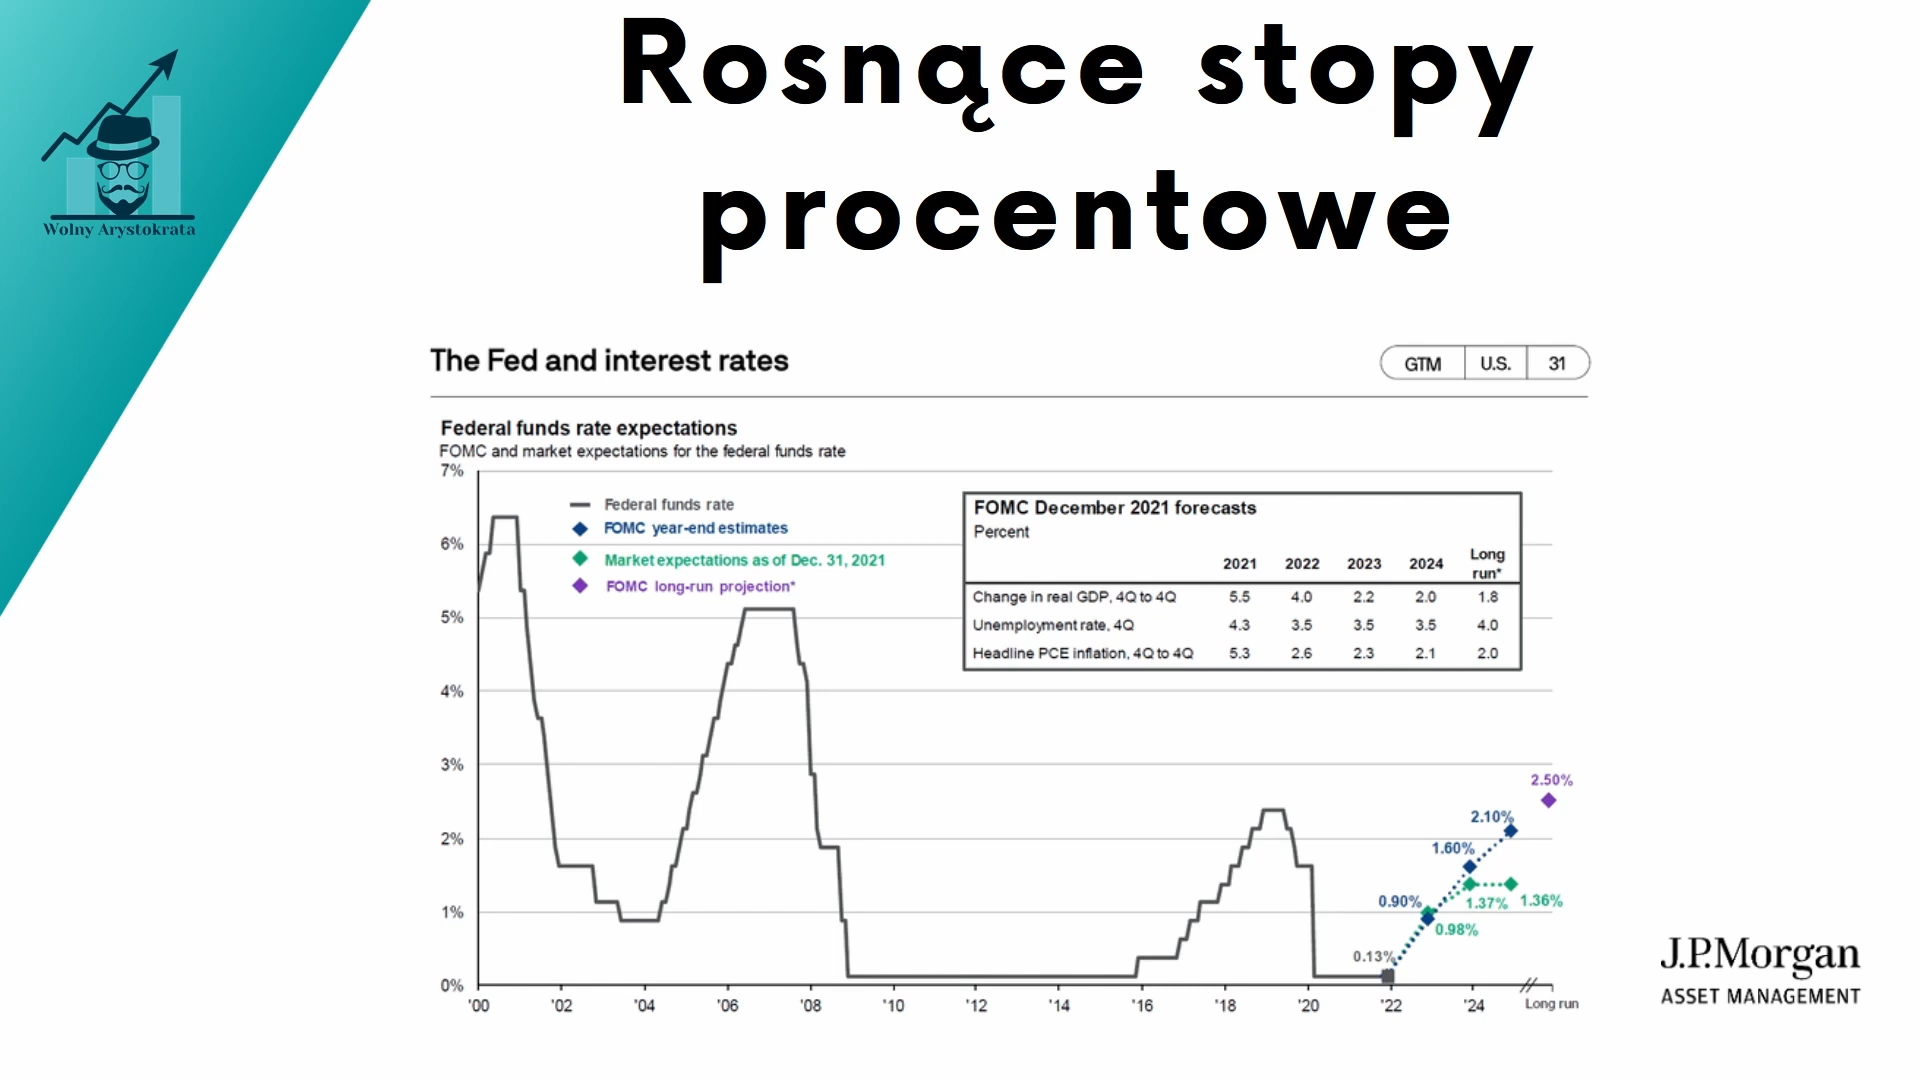 Rosnące stopy
procentowe
Wolny Arystokrata
The Fed and interest rates
GTM U.S. 31
Federal funds rate expectations
FOMC and market expectations for the federal funds rate
7%
6%
5%
4%
3%
2%
1%
0%
Federal funds rate
FOMC year-end estimates
Market expectations as of Dec. 31, 2021
FOMC long-run projection*
FOMC December 2021 forecasts
Percent
2021 2022 2023 2024 Long run*
Change in real GDP, 4Q to 4Q 5.5 4.0 2.2 2.0 1.8
Unemployment rate, 4Q 4.3 3.5 3.5 3.5 4.0
Headline PCE inflation, 4Q to 4Q 5.3 2.6 2.3 2.1 2.0
2.50%
2.10%
1.60%
0.90%
1.37% 1.36%
0.98%
0.13%
'00 '02 '04 '06 '08 '10 '12 '14 '16 '18 '20 '22 '24 Long run
J.P.Morgan
ASSET MANAGEMENT